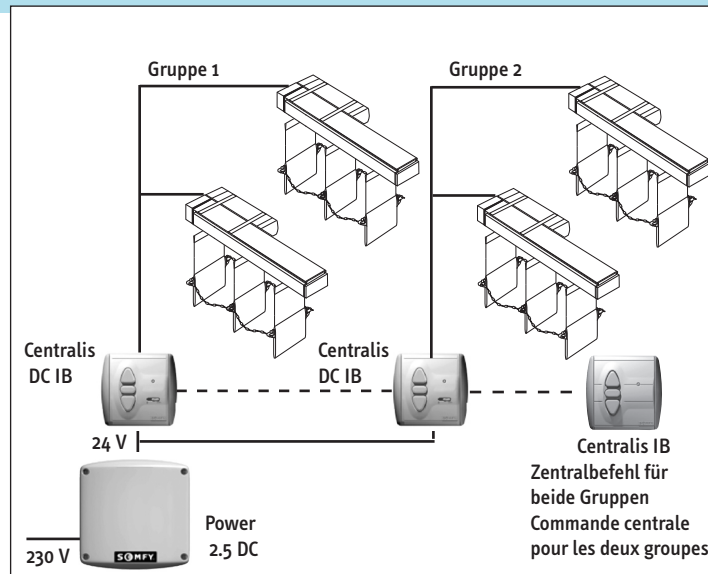 Gruppe 1
Gruppe 2
Centralis
DC IB
Centralis
DC IB
24 V
Centralis IB
Zentralbefehl für
beide Gruppen
Commande centrale
pour les deux groupes
Power
2.5 DC
230 V
SOMFY